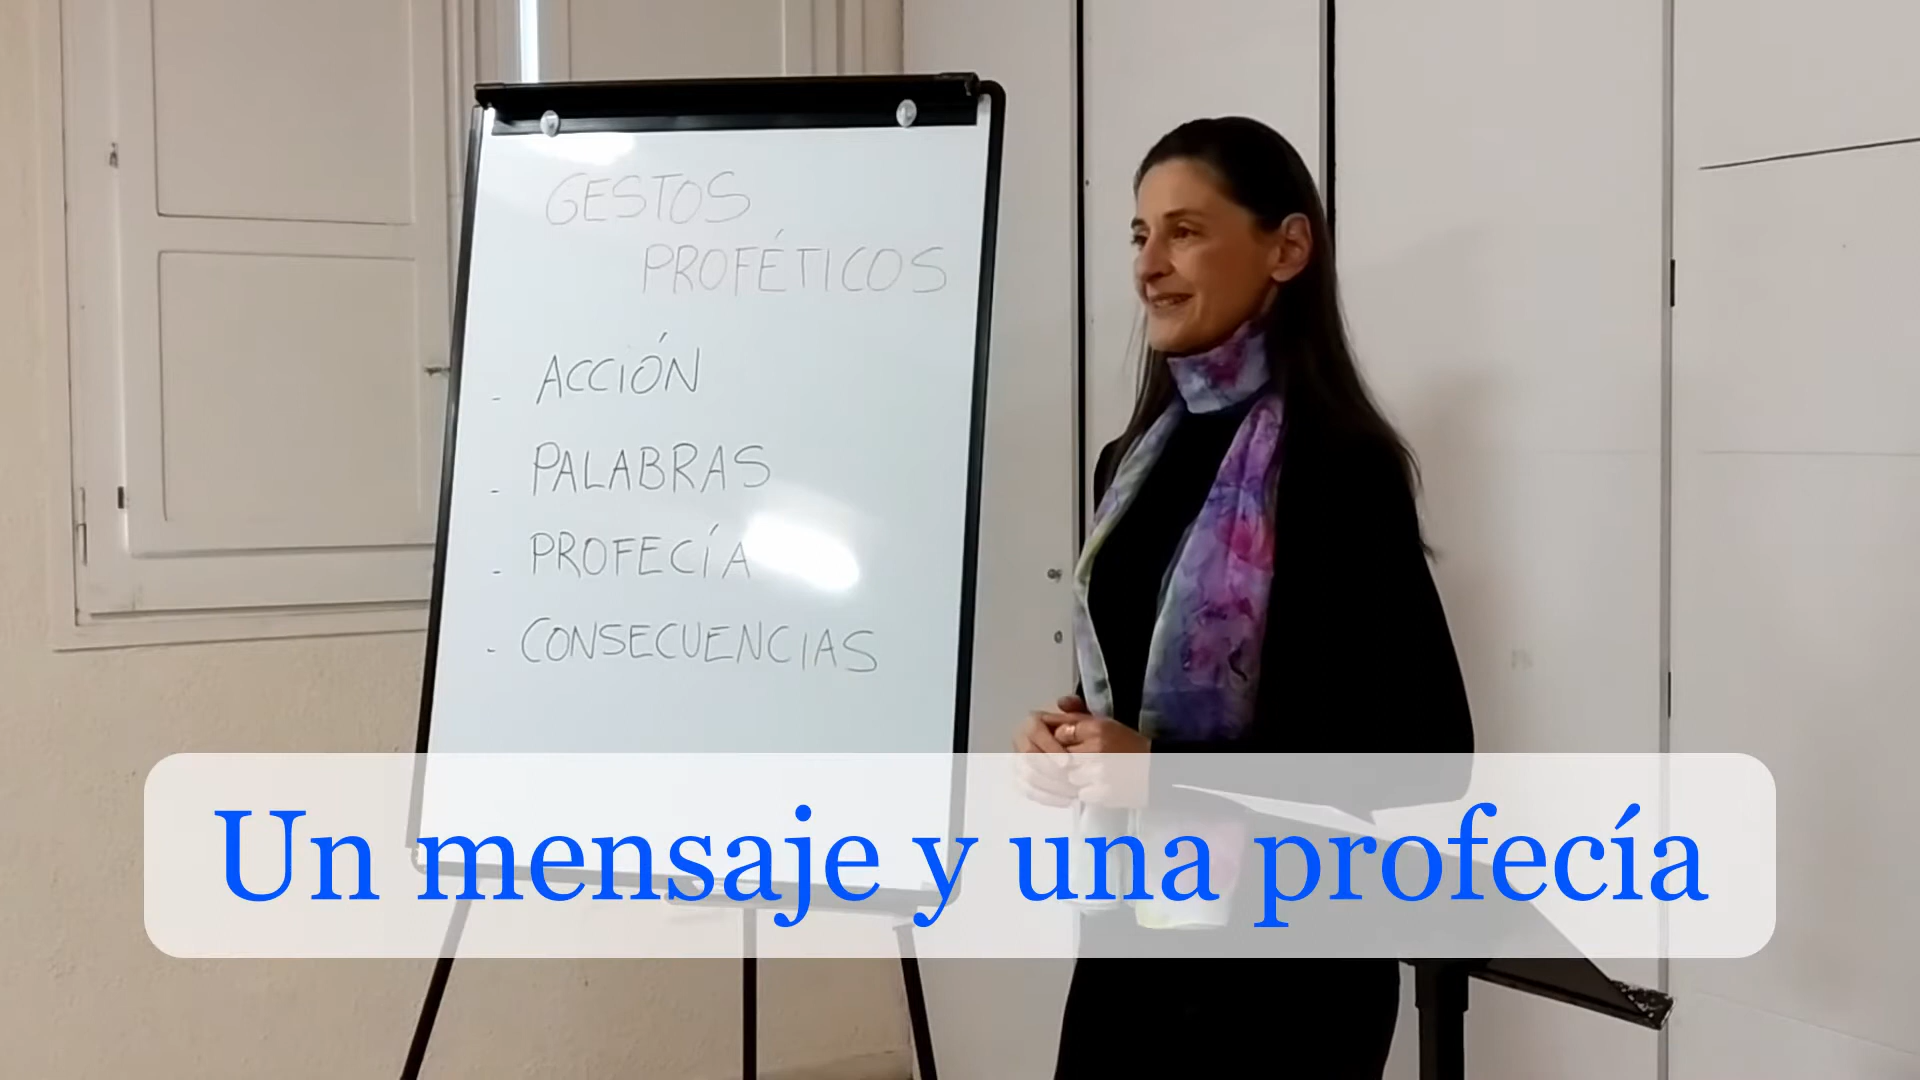 GESTOS
PROFÉTICOS
- ACCIÓN
- PALABRAS
- PROFECÍA
- CONSECUENCIAS
Un mensaje y una profecía